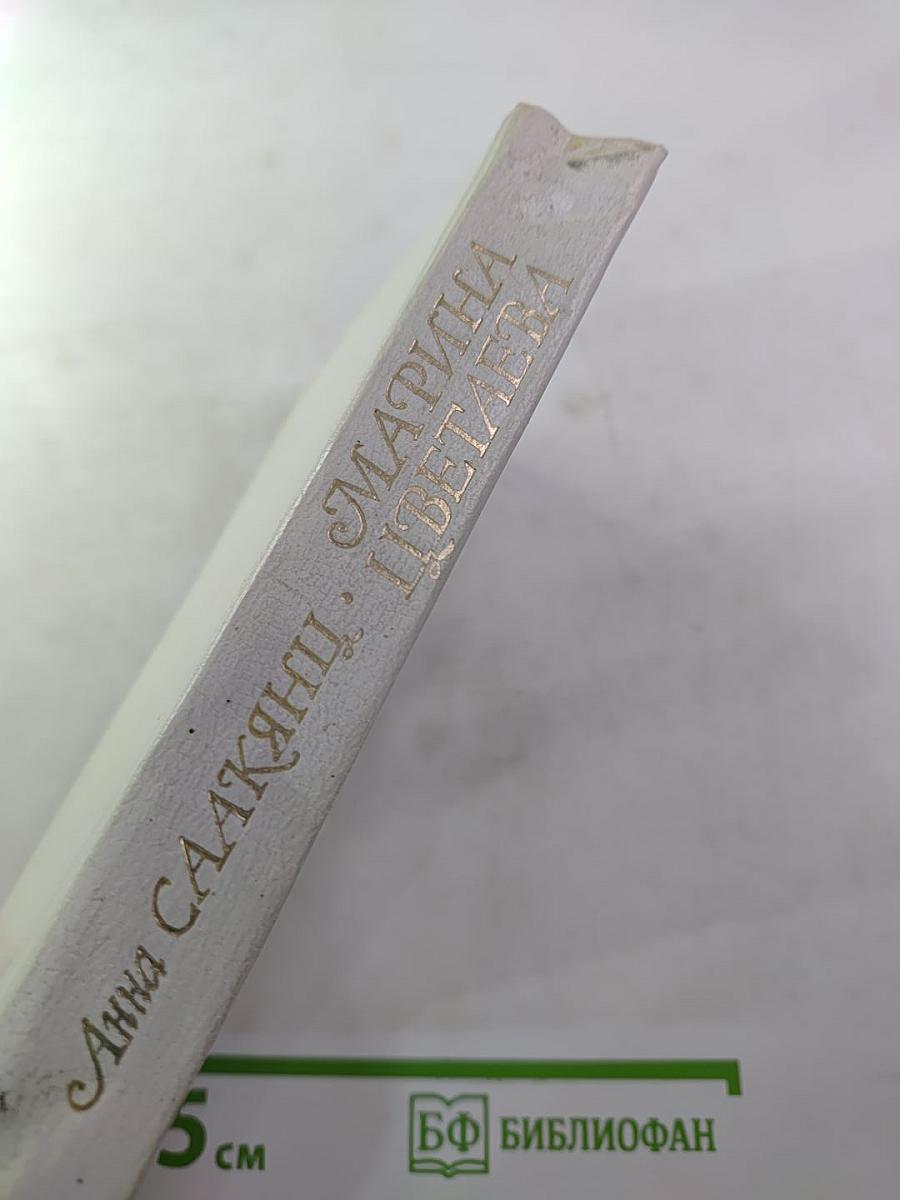 Анна СААКЯНЦ · МАРИНА
ЦВЕТАЕВА
5 см
БФ БИБЛИОФАН